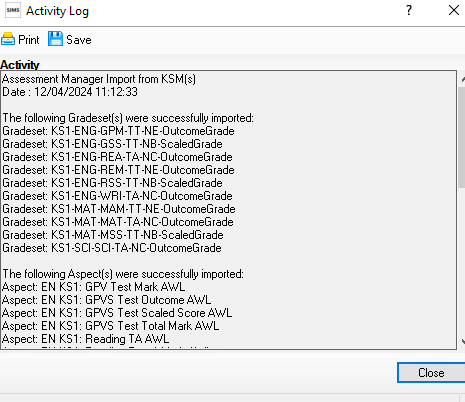 SIMS Activity Log ?
Print Save
Activity
Assessment Manager Import from KSM(s)
Date : 12/04/2024 11:12:33
The following Gradeset(s) were successfully imported:
Gradeset: KS1-ENG-GPM-TT-NE-OutcomeGrade
Gradeset: KS1-ENG-GSS-TT-NB-ScaledGrade
Gradeset: KS1-ENG-REA-TA-NC-OutcomeGrade
Gradeset: KS1-ENG-REM-TT-NE-OutcomeGrade
Gradeset: KS1-ENG-RSS-TT-NB-ScaledGrade
Gradeset: KS1-ENG-WRI-TA-NC-OutcomeGrade
Gradeset: KS1-MAT-MAM-TT-NE-OutcomeGrade
Gradeset: KS1-MAT-MAT-TA-NC-OutcomeGrade
Gradeset: KS1-MAT-MSS-TT-NB-ScaledGrade
Gradeset: KS1-SCI-SCI-TA-NC-OutcomeGrade
The following Aspect(s) were successfully imported:
Aspect: EN KS1: GPV Test Mark AWL
Aspect: EN KS1: GPVS Test Outcome AWL
Aspect: EN KS1: GPVS Test Scaled Score AWL
Aspect: EN KS1: GPVS Test Total Mark AWL
Aspect: EN KS1: Reading TA AWL
Close